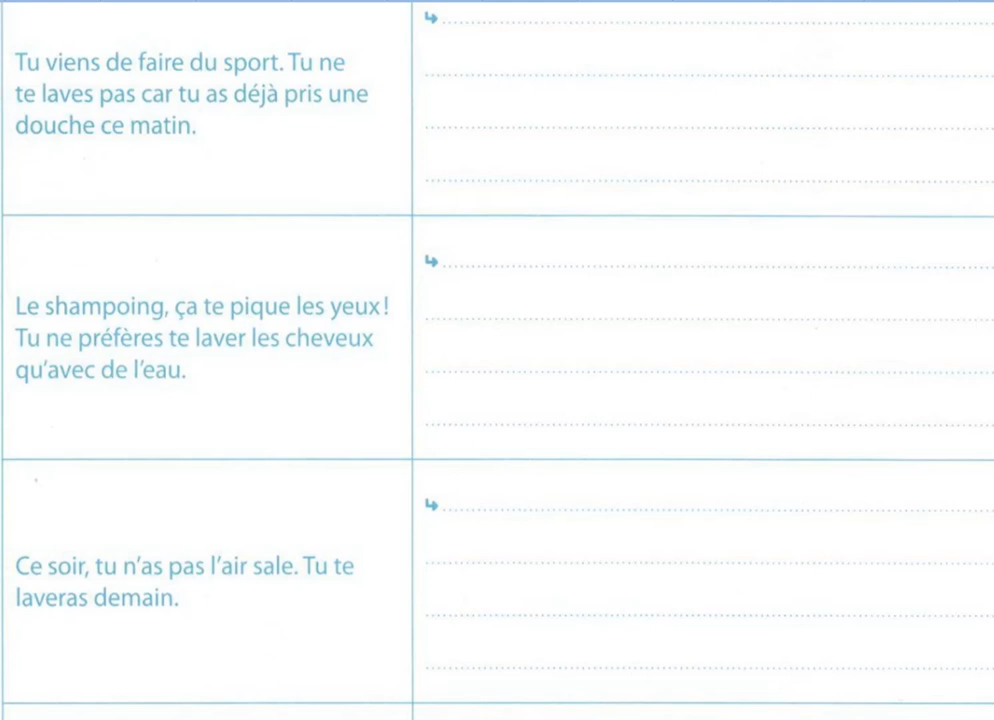 Tu viens de faire du sport. Tu ne
te laves pas car tu as déjà pris une
douche ce matin.
Le shampoing, ça te pique les yeux !
Tu ne préfères te laver les cheveux
qu'avec de l'eau.
Ce soir, tu n'as pas l'air sale. Tu te
laveras demain.